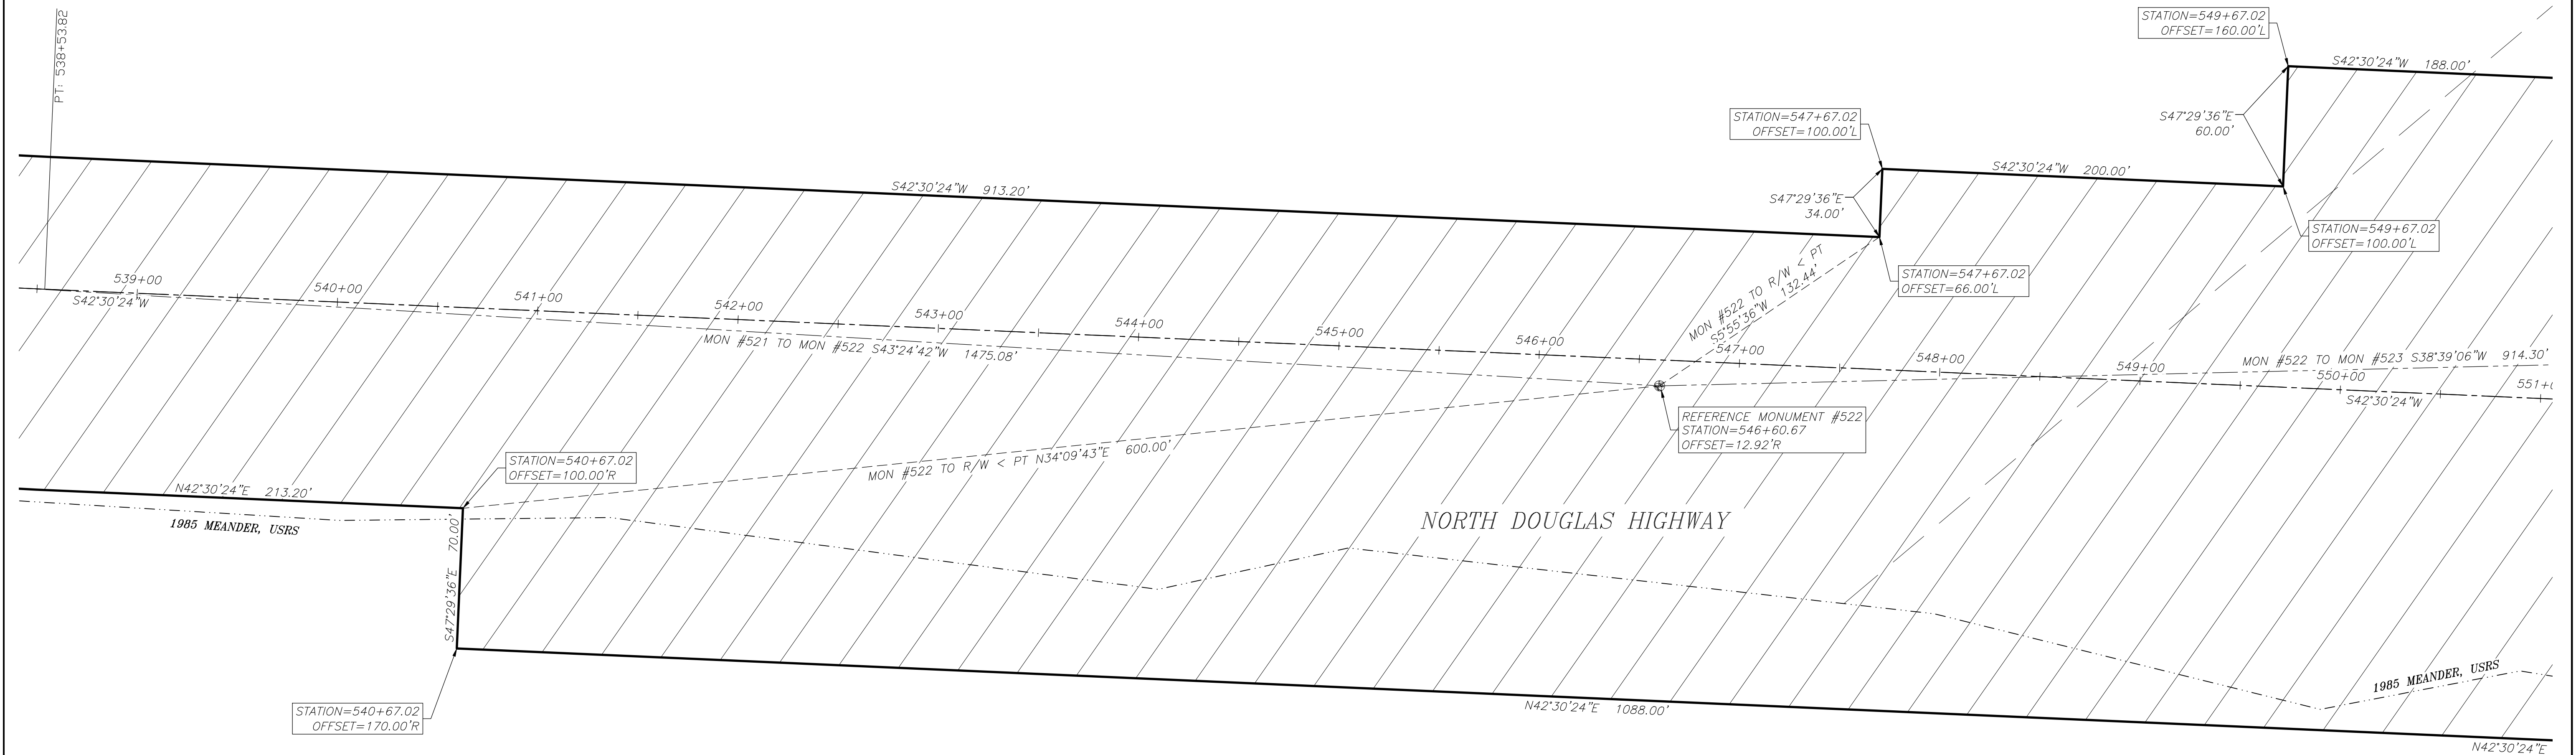 PT: 538+53.82
STATION=549+67.02
OFFSET=160.00'L
S42°30'24"W 188.00'
S47°29'36"E
60.00'
STATION=547+67.02
OFFSET=100.00'L
S42°30'24"W 200.00'
S42°30'24"W 913.20'
S47°29'36"E
34.00'
STATION=549+67.02
OFFSET=100.00'L
STATION=547+67.02
OFFSET=66.00'L
MON #522 TO R/W < PT
S5°55'36"W 132.44'
539+00
540+00
541+00
542+00
543+00
544+00
545+00
546+00
547+00
548+00
549+00
550+00
S42°30'24"W
MON #521 TO MON #522 S43°24'42"W 1475.08'
MON #522 TO MON #523 S38°39'06"W 914.30'
S42°30'24"W
REFERENCE MONUMENT #522
STATION=546+60.67
OFFSET=12.92'R
MON #522 TO R/W < PT N34°09'43"E 600.00'
STATION=540+67.02
OFFSET=100.00'R
N42°30'24"E 213.20'
1985 MEANDER, USRS
S47°29'36"E 70.00'
NORTH DOUGLAS HIGHWAY
STATION=540+67.02
OFFSET=170.00'R
N42°30'24"E 1088.00'
1985 MEANDER, USRS
N42°30'24"E